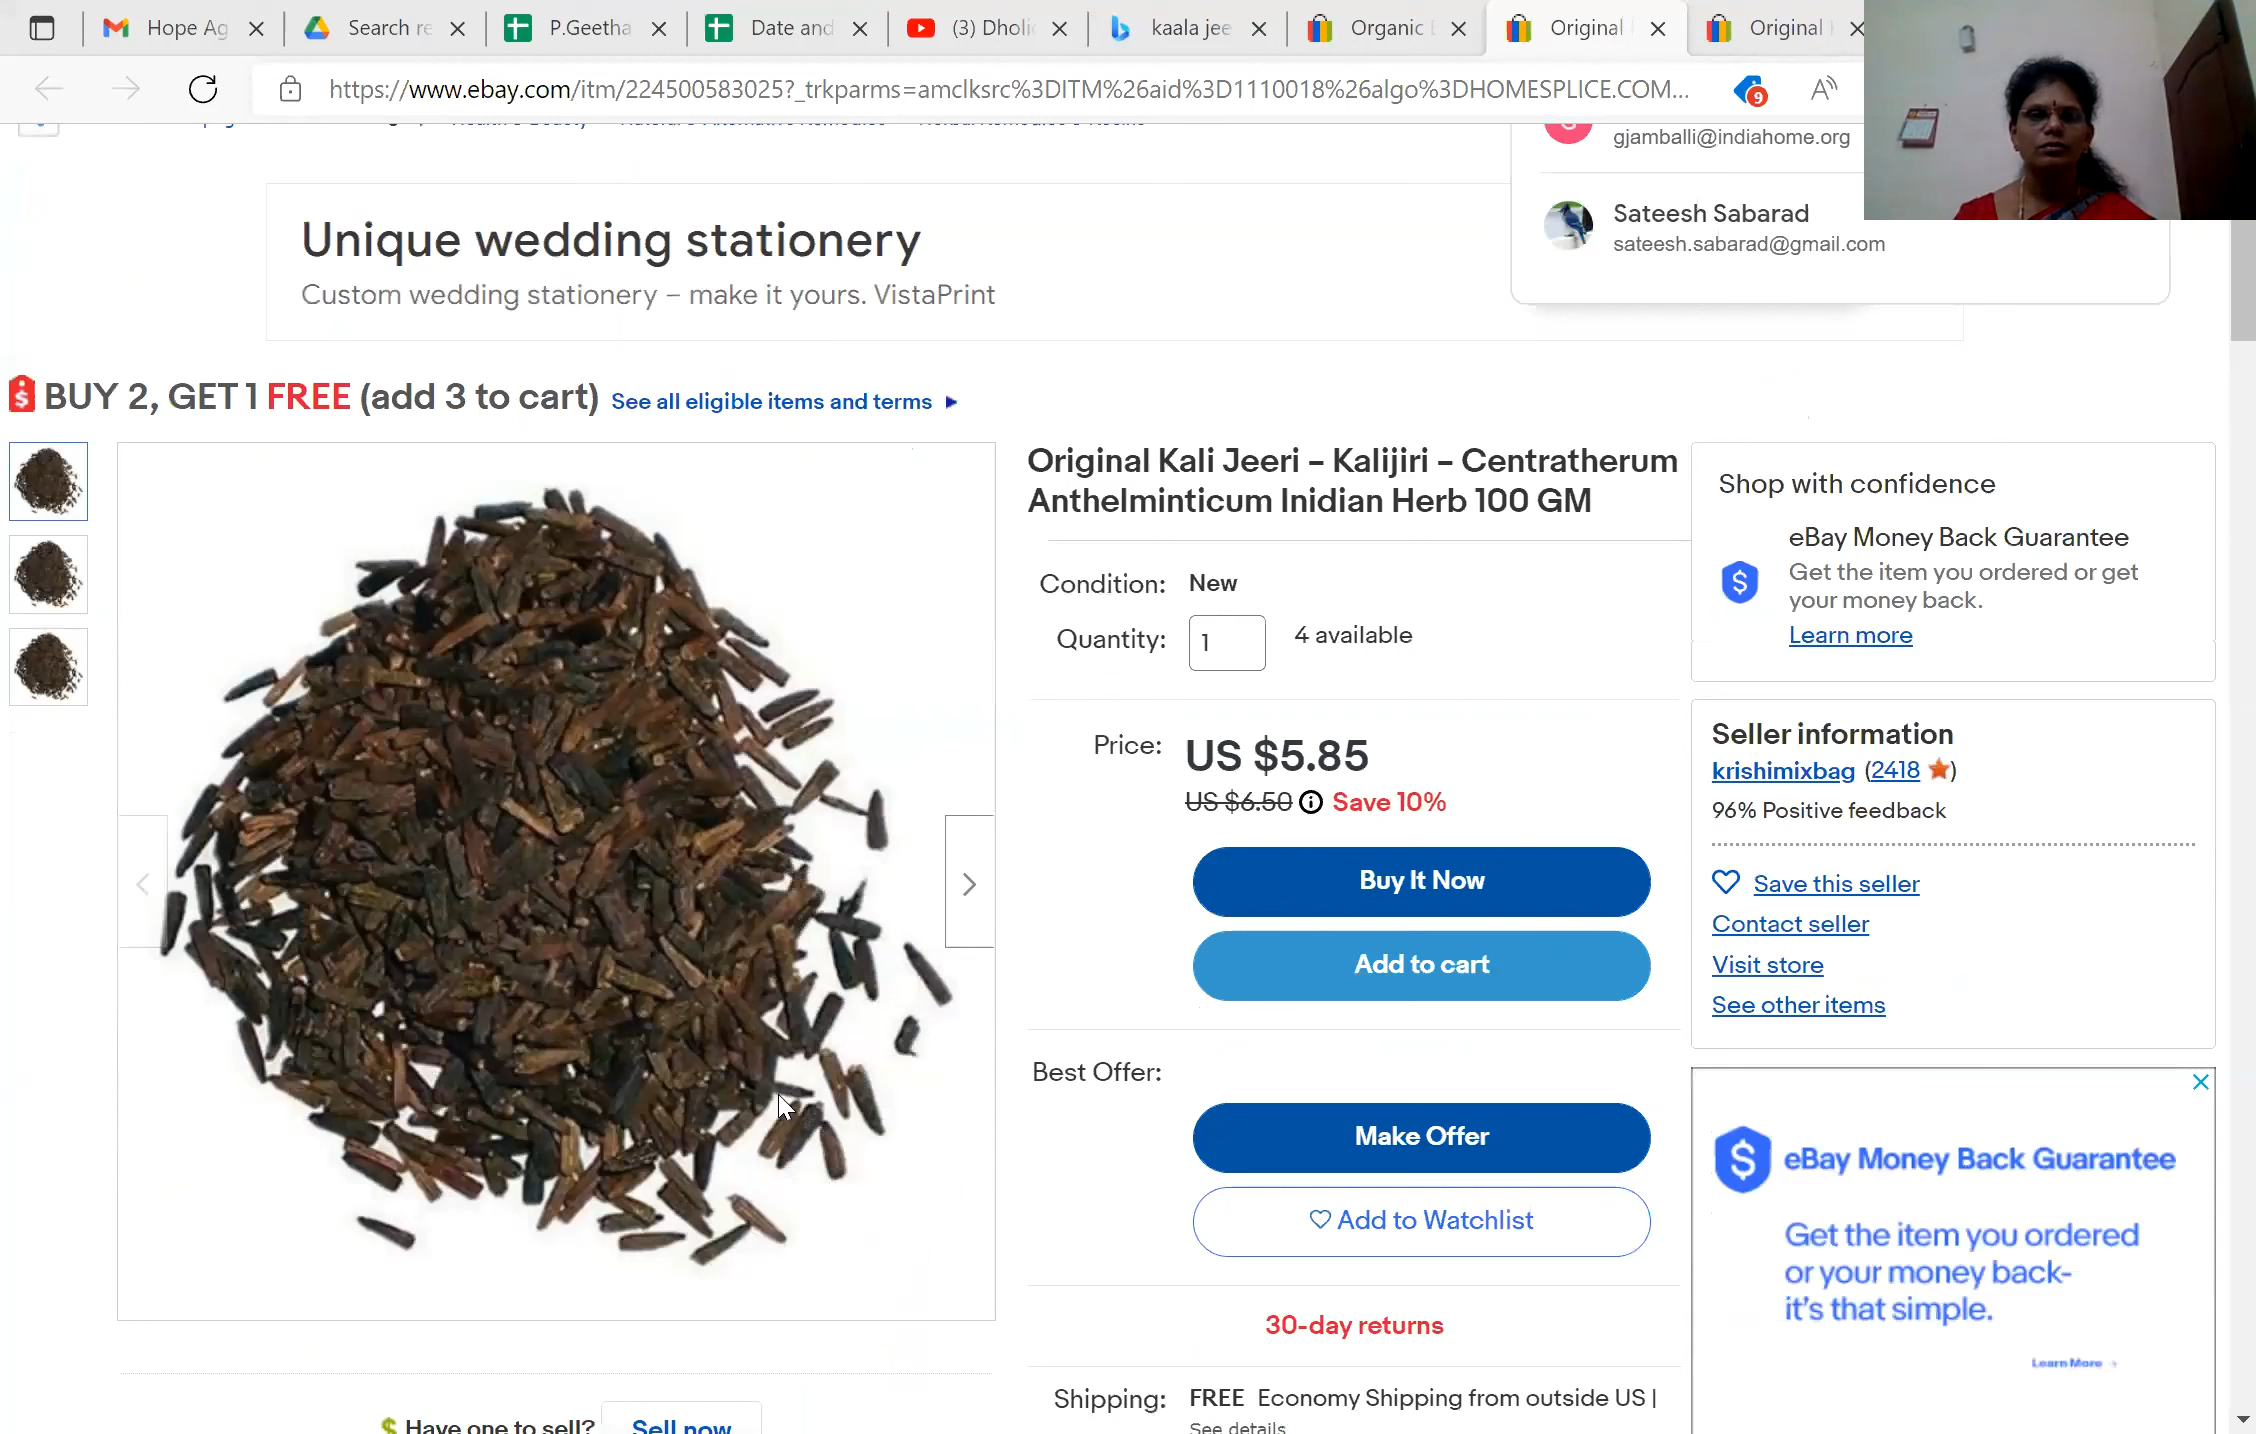 Hope Ag
Search re
P.Geetha
Date and
(3) Dholi
kaala jee
Organic
Original
Original
https://www.ebay.com/itm/224500583025?_trkparms=amclksrc%3DITM%26aid%3D1110018%26algo%3DHOMESPLICE.COM...
9
gjamballi@indiahome.org
Sateesh Sabarad
sateesh.sabarad@gmail.com
Unique wedding stationery
Custom wedding stationery – make it yours. VistaPrint
BUY 2, GET 1 FREE (add 3 to cart) See all eligible items and terms
Original Kali Jeeri – Kalijiri – Centratherum
Anthelminticum Inidian Herb 100 GM
Condition: New
Quantity: 1 4 available
Price: US $5.85
US $6.50 Save 10%
Buy It Now
Add to cart
Best Offer:
Make Offer
Add to Watchlist
30-day returns
Shipping: FREE Economy Shipping from outside US |
See details
Have one to sell? Sell now
Shop with confidence
eBay Money Back Guarantee
Get the item you ordered or get
your money back.
Learn more
Seller information
krishimixbag (2418)
96% Positive feedback
Save this seller
Contact seller
Visit store
See other items
eBay Money Back Guarantee
Get the item you ordered
or your money back-
it's that simple.
Learn More